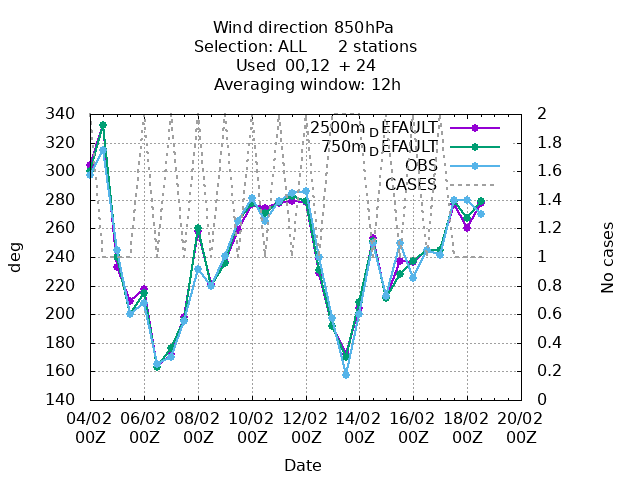 Wind direction 850hPa
Selection: ALL 2 stations
Used 00,12 + 24
Averaging window: 12h
340 2
320 1.8
300 1.6
280 1.4
260 1.2
240 1
220 0.8
200 0.6
180 0.4
160 0.2
140 0
2500m_DEFAULT
750m_DEFAULT
OBS
CASES
deg
No cases
04/02 06/02 08/02 10/02 12/02 14/02 16/02 18/02 20/02
00Z 00Z 00Z 00Z 00Z 00Z 00Z 00Z 00Z
Date